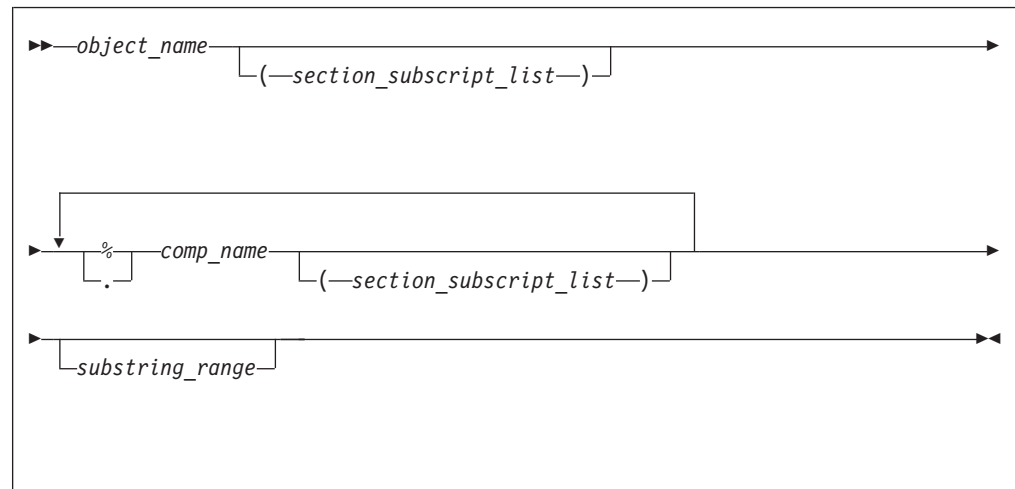 object_name
(section_subscript_list)
% comp_name
.
(section_subscript_list)
substring_range